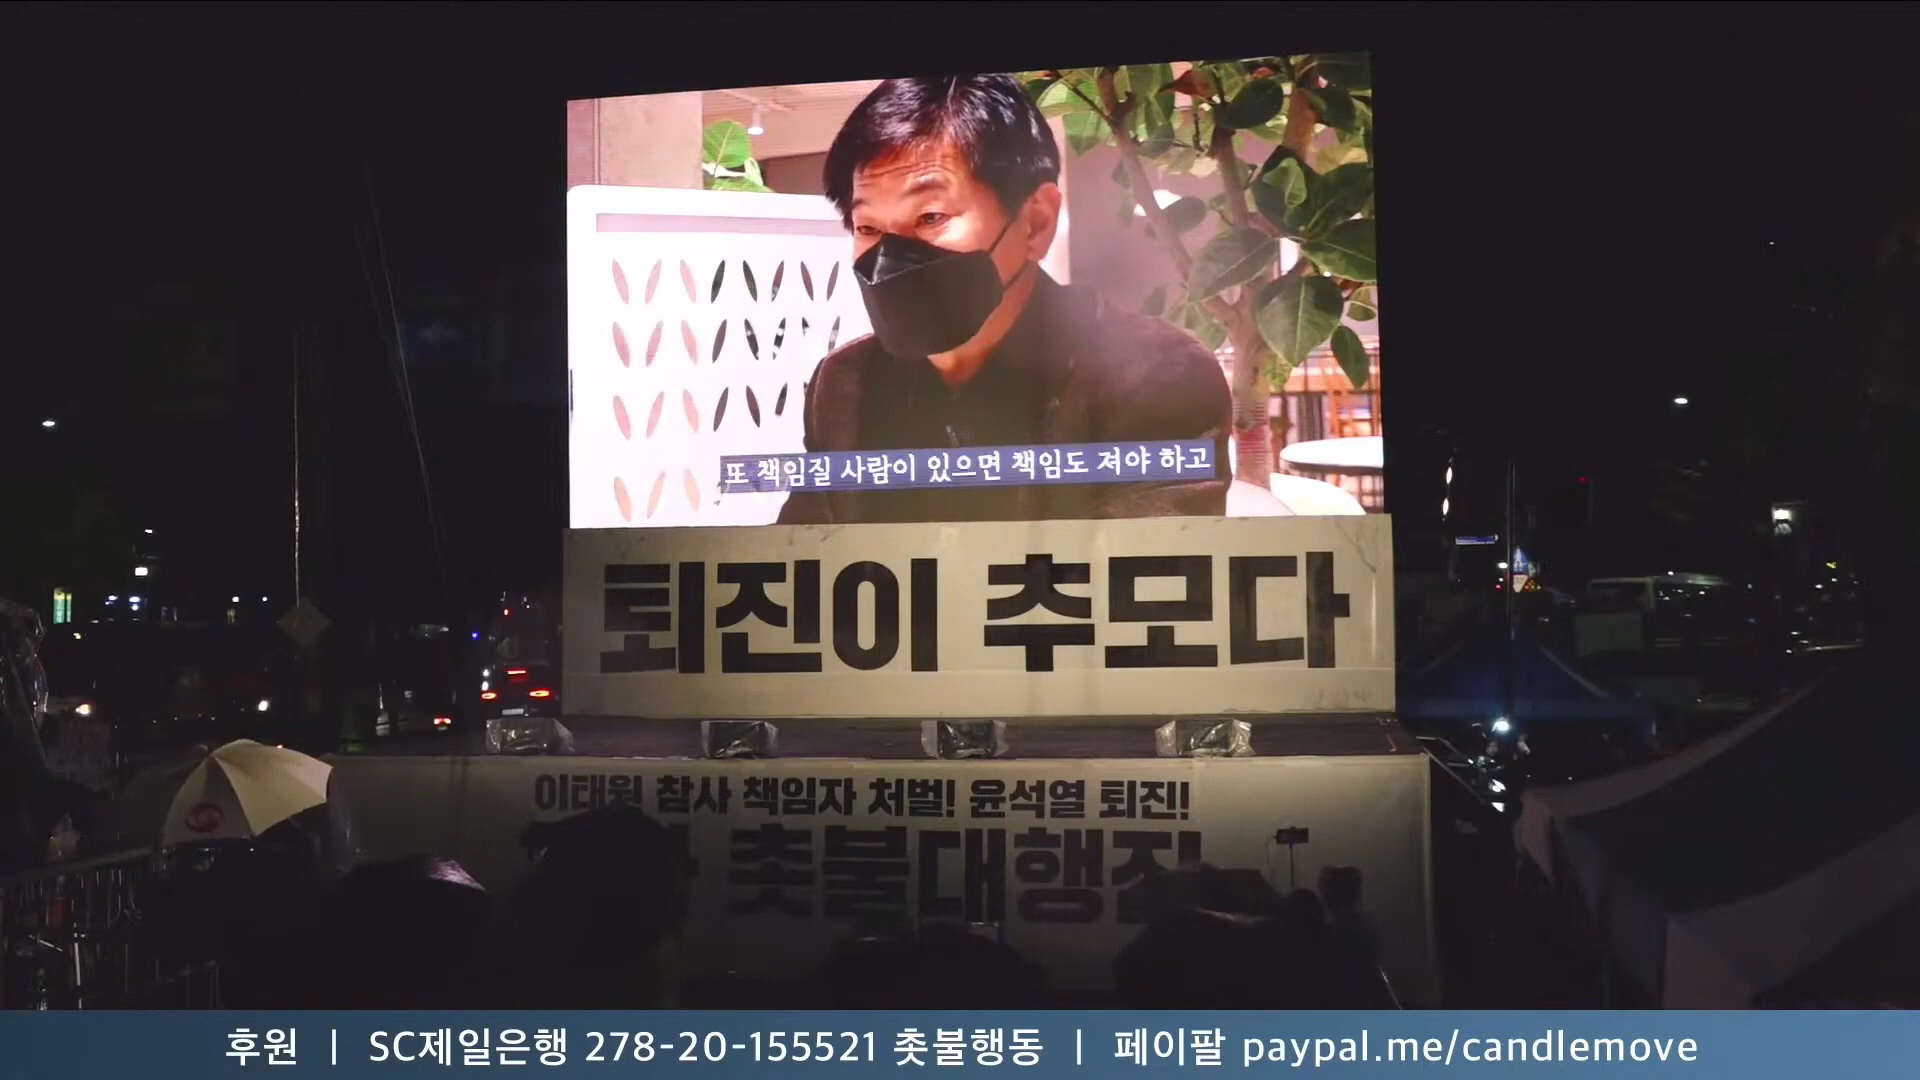 또 책임질 사람이 있으면 책임도 져야 하고
퇴진이 추모다
이태원 참사 책임자 처벌! 윤석열 퇴진!
촛불대행진
후원 | SC제일은행 278-20-155521 촛불행동 | 페이팔 paypal.me/candlemove